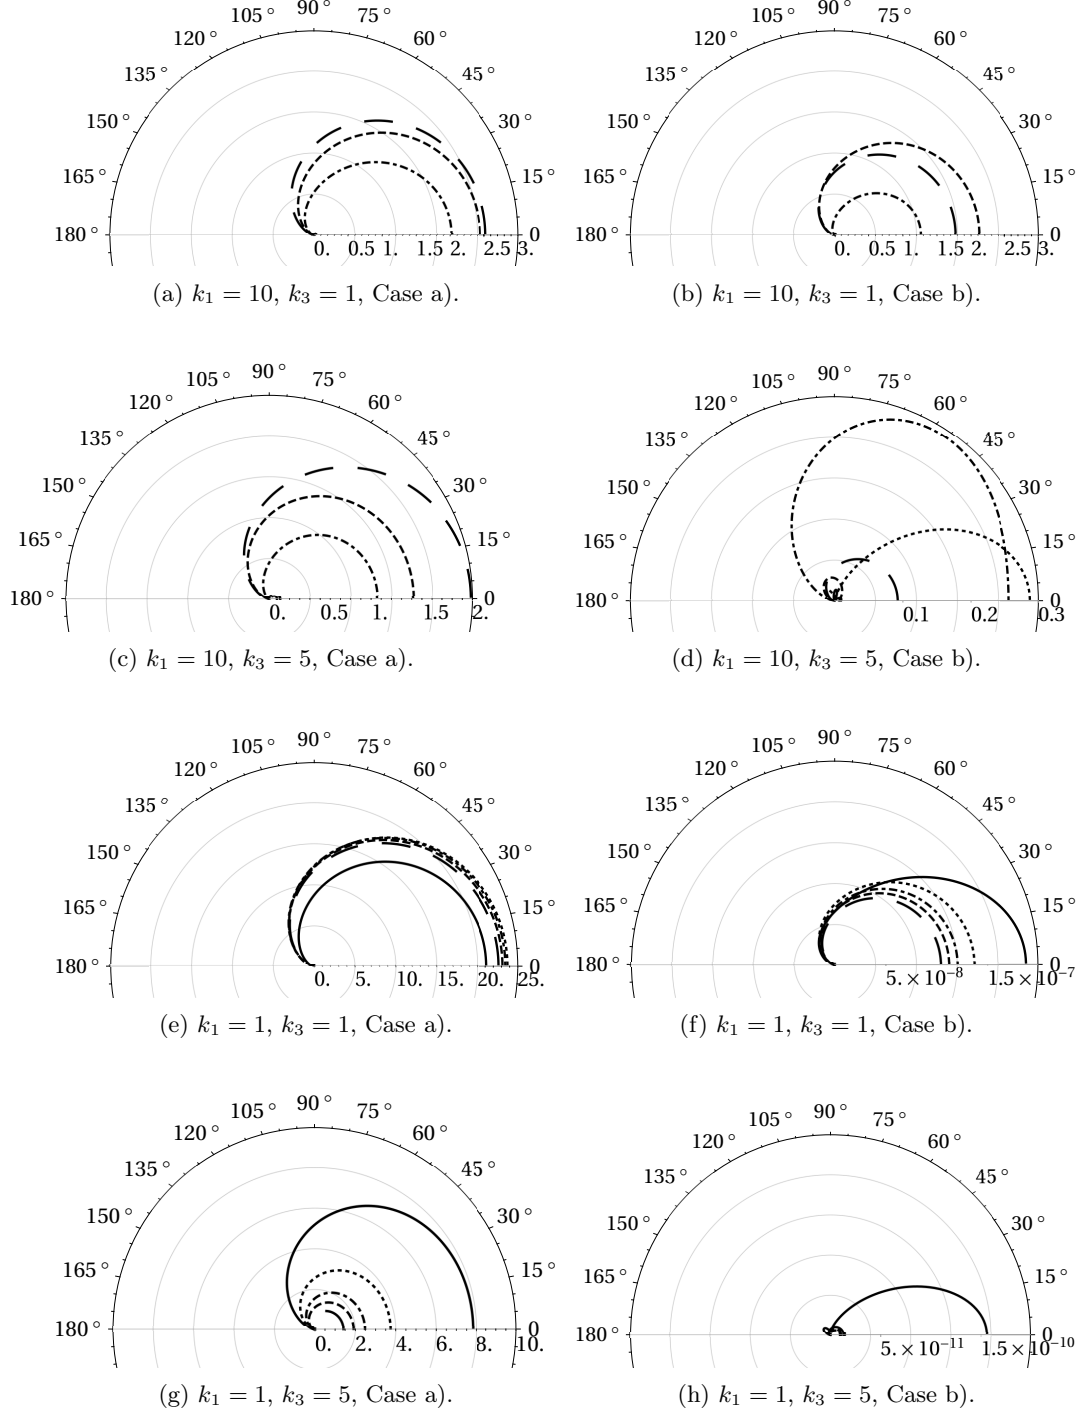 90 °
105 ° 75 °
120 ° 60 °
135 ° 45 °
150 ° 30 °
165 ° 15 °
180 ° 0
0. 0.5 1. 1.5 2. 2.5 3.
(a) k₁ = 10, k₃ = 1, Case a).
90 °
105 ° 75 °
120 ° 60 °
135 ° 45 °
150 ° 30 °
165 ° 15 °
180 ° 0
0. 0.5 1. 1.5 2. 2.5 3.
(b) k₁ = 10, k₃ = 1, Case b).
90 °
105 ° 75 °
120 ° 60 °
135 ° 45 °
150 ° 30 °
165 ° 15 °
180 ° 0
0. 0.5 1. 1.5 2.
(c) k₁ = 10, k₃ = 5, Case a).
90 °
105 ° 75 °
120 ° 60 °
135 ° 45 °
150 ° 30 °
165 ° 15 °
180 ° 0
0.1 0.2 0.3
(d) k₁ = 10, k₃ = 5, Case b).
90 °
105 ° 75 °
120 ° 60 °
135 ° 45 °
150 ° 30 °
165 ° 15 °
180 ° 0
0. 5. 10. 15. 20. 25.
(e) k₁ = 1, k₃ = 1, Case a).
90 °
105 ° 75 °
120 ° 60 °
135 ° 45 °
150 ° 30 °
165 ° 15 °
180 ° 0
5.×10⁻⁸ 1.5×10⁻⁷
(f) k₁ = 1, k₃ = 1, Case b).
90 °
105 ° 75 °
120 ° 60 °
135 ° 45 °
150 ° 30 °
165 ° 15 °
180 ° 0
0. 2. 4. 6. 8. 10.
(g) k₁ = 1, k₃ = 5, Case a).
90 °
105 ° 75 °
120 ° 60 °
135 ° 45 °
150 ° 30 °
165 ° 15 °
180 ° 0
5.×10⁻¹¹ 1.5×10⁻¹⁰
(h) k₁ = 1, k₃ = 5, Case b).